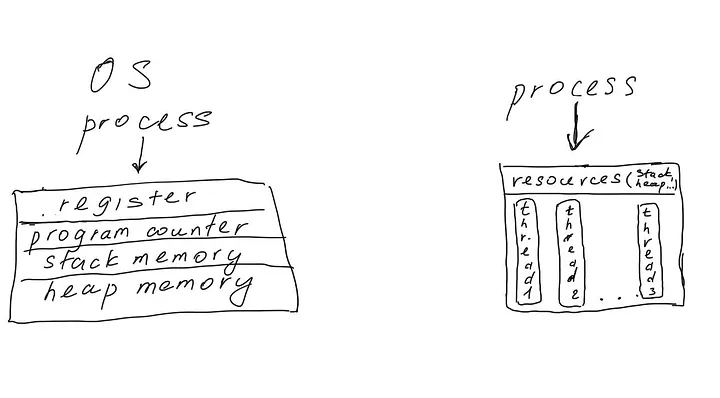 OS
process
register
program counter
stack memory
heap memory
process
resources (stack, heap...)
thread 1
thread 2
...
thread 3